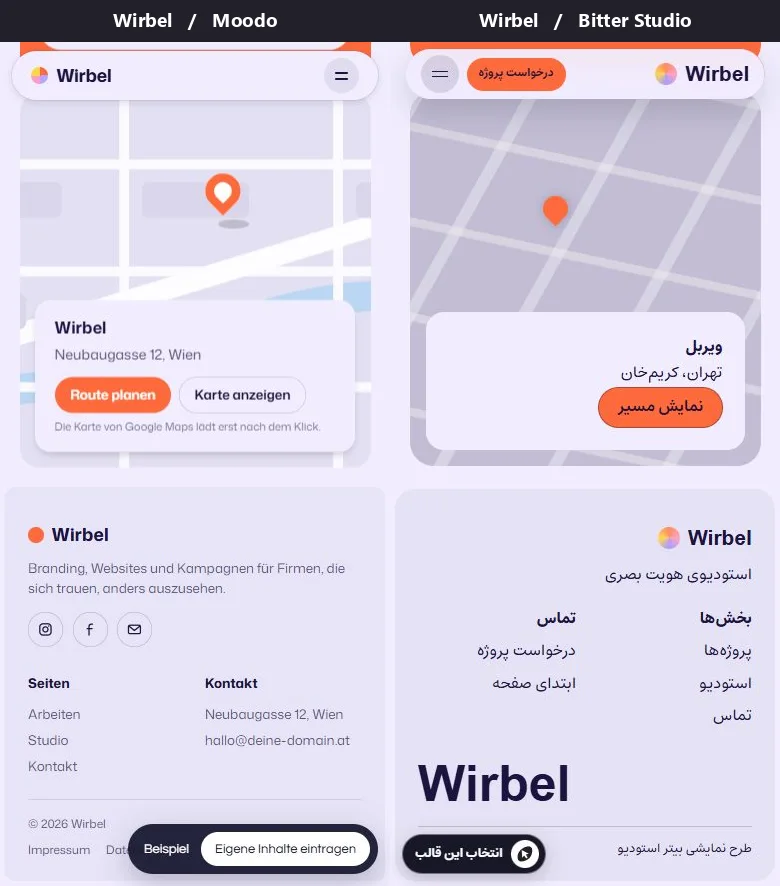 Wirbel / Moodo
Wirbel
Wirbel
Neubaugasse 12, Wien
Route planen
Karte anzeigen
Die Karte von Google Maps lädt erst nach dem Klick.
Wirbel
Branding, Websites und Kampagnen für Firmen, die
sich trauen, anders auszusehen.
Seiten
Kontakt
Arbeiten
Neubaugasse 12, Wien
Studio
hallo@deine-domain.at
Kontakt
© 2026 Wirbel
Impressum
Beispiel
Eigene Inhalte eintragen
Wirbel / Bitter Studio
درخواست پروژه
Wirbel
ویربل
تهران، کریم‌خان
نمایش مسیر
Wirbel
استودیوی هویت بصری
بخش‌ها
تماس
پروژه‌ها
درخواست پروژه
استودیو
ابتدای صفحه
تماس
Wirbel
طرح نمایشی بیتر استودیو
انتخاب این قالب